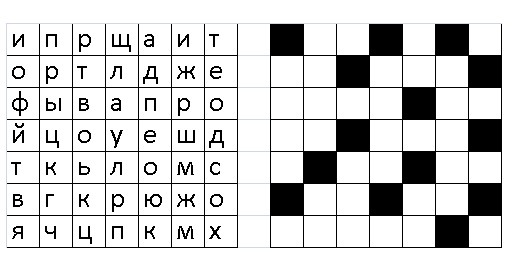 и п р щ а и т
о р т л д ж е
ф ы в а п р о
й ц о у е ш д
т к ь л о м с
в г к р ю ж о
я ч ц п к м х